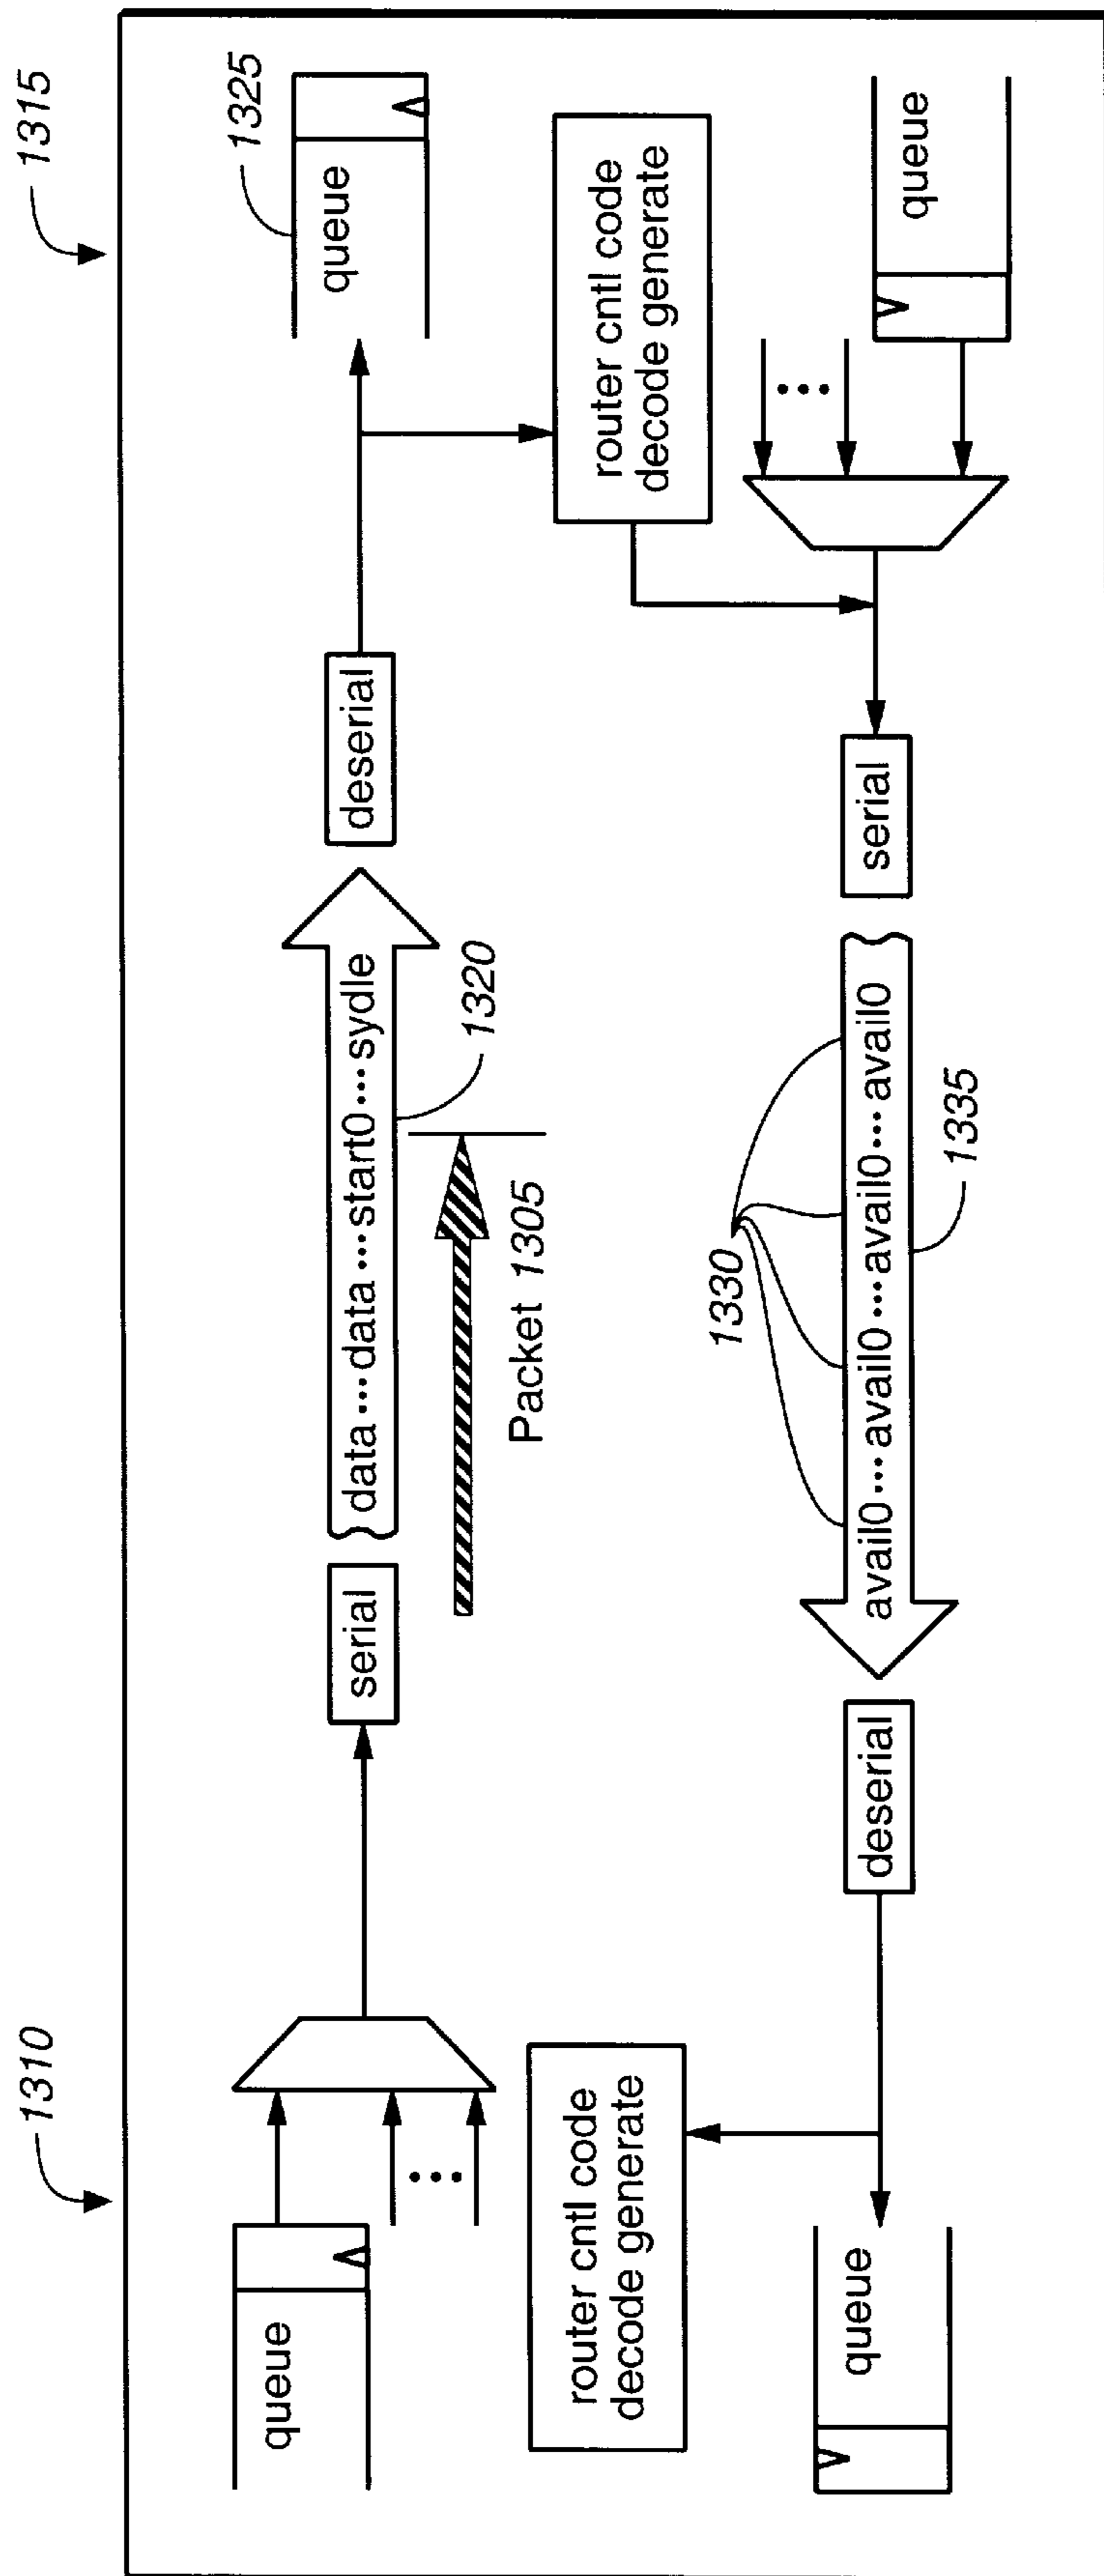 1310
1315
queue
serial
data ••• data ••• start0 ••• sydle
deserial
queue
1325
1320
Packet 1305
router cntl code
decode generate
router cntl code
decode generate
1330
queue
deserial
avail0 ••• avail0 ••• avail0 ••• avail0
serial
queue
1335